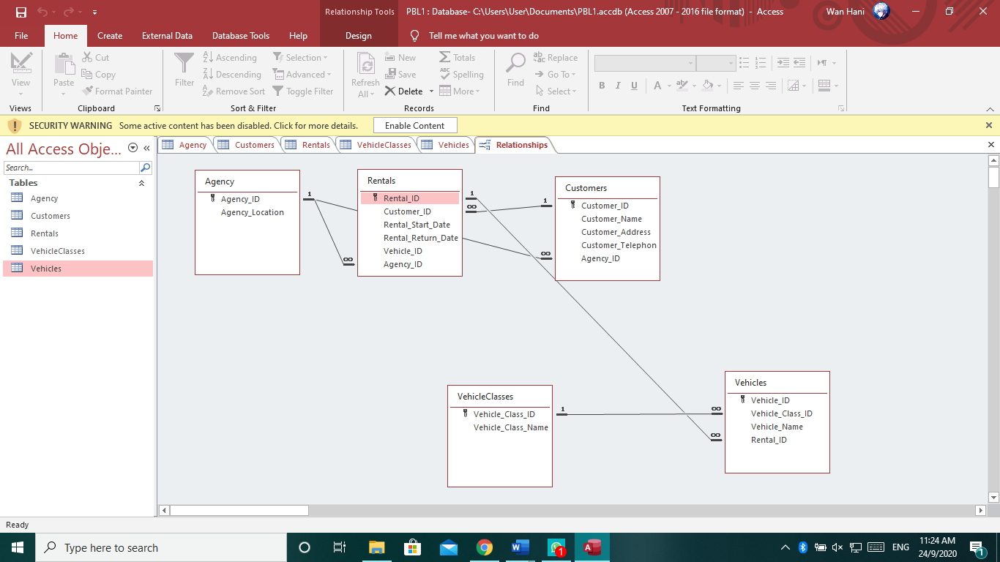 Relationship Tools
PBL1 : Database- C:\Users\User\Documents\PBL1.accdb (Access 2007 - 2016 file format) - Access
Wan Hani
File Home Create External Data Database Tools Help Design Tell me what you want to do
View
Views
Paste
Cut
Copy
Format Painter
Clipboard
Filter
Ascending
Descending
Remove Sort
Selection
Advanced
Toggle Filter
Sort & Filter
Refresh
All
New
Save
Delete
Totals
Spelling
More
Records
Find
Replace
Go To
Select
Find
B I U A
Text Formatting
SECURITY WARNING Some active content has been disabled. Click for more details. Enable Content
All Access Obje...
Search...
Tables
Agency
Customers
Rentals
VehicleClasses
Vehicles
Agency Customers Rentals VehicleClasses Vehicles Relationships
Agency
Agency_ID
Agency_Location
1
∞
Rentals
Rental_ID
Customer_ID
Rental_Start_Date
Rental_Return_Date
Vehicle_ID
Agency_ID
1
∞
1
∞
Customers
Customer_ID
Customer_Name
Customer_Address
Customer_Telephon
Agency_ID
VehicleClasses
Vehicle_Class_ID
Vehicle_Class_Name
1
∞
∞
Vehicles
Vehicle_ID
Vehicle_Class_ID
Vehicle_Name
Rental_ID
Ready
Type here to search
1
ENG
11:24 AM
24/9/2020
1